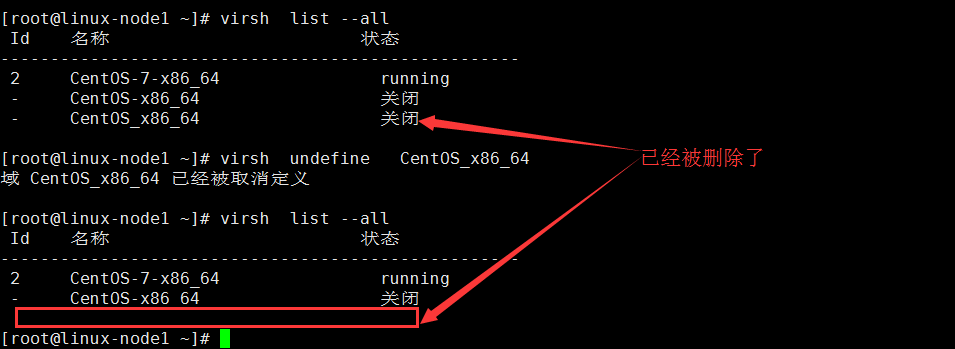 [root@linux-node1 ~]# virsh  list --all
 Id    名称                         状态
----------------------------------------------------
 2     CentOS-7-x86_64                running
 -     CentOS-x86_64                  关闭
 -     CentOS_x86_64                  关闭
[root@linux-node1 ~]# virsh  undefine   CentOS_x86_64
已经被删除了
域 CentOS_x86_64 已经被取消定义
[root@linux-node1 ~]# virsh  list --all
 Id    名称                         状态
----------------------------------------------------
 2     CentOS-7-x86_64                running
 -     CentOS-x86_64                  关闭
[root@linux-node1 ~]#